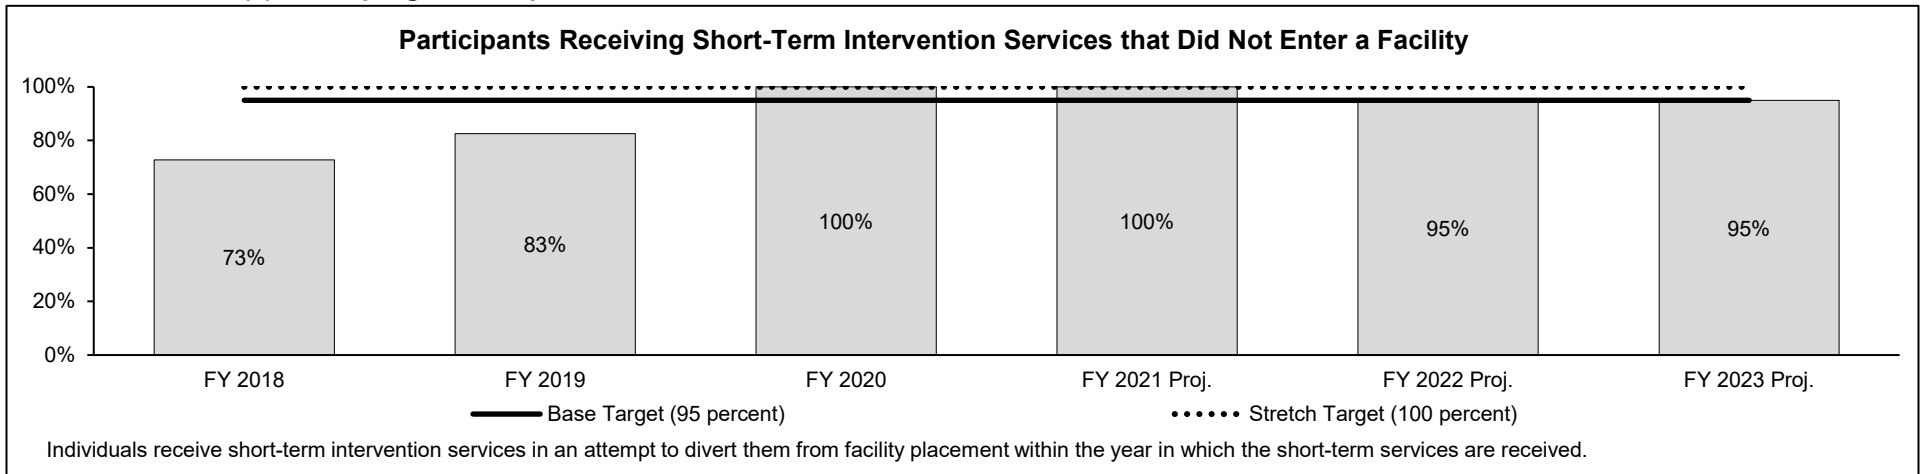 Participants Receiving Short-Term Intervention Services that Did Not Enter a Facility
100%
80%
60%
40%
20%
0%
73%
83%
100%
100%
95%
95%
FY 2018
FY 2019
FY 2020
FY 2021 Proj.
FY 2022 Proj.
FY 2023 Proj.
Base Target (95 percent)
Stretch Target (100 percent)
Individuals receive short-term intervention services in an attempt to divert them from facility placement within the year in which the short-term services are received.